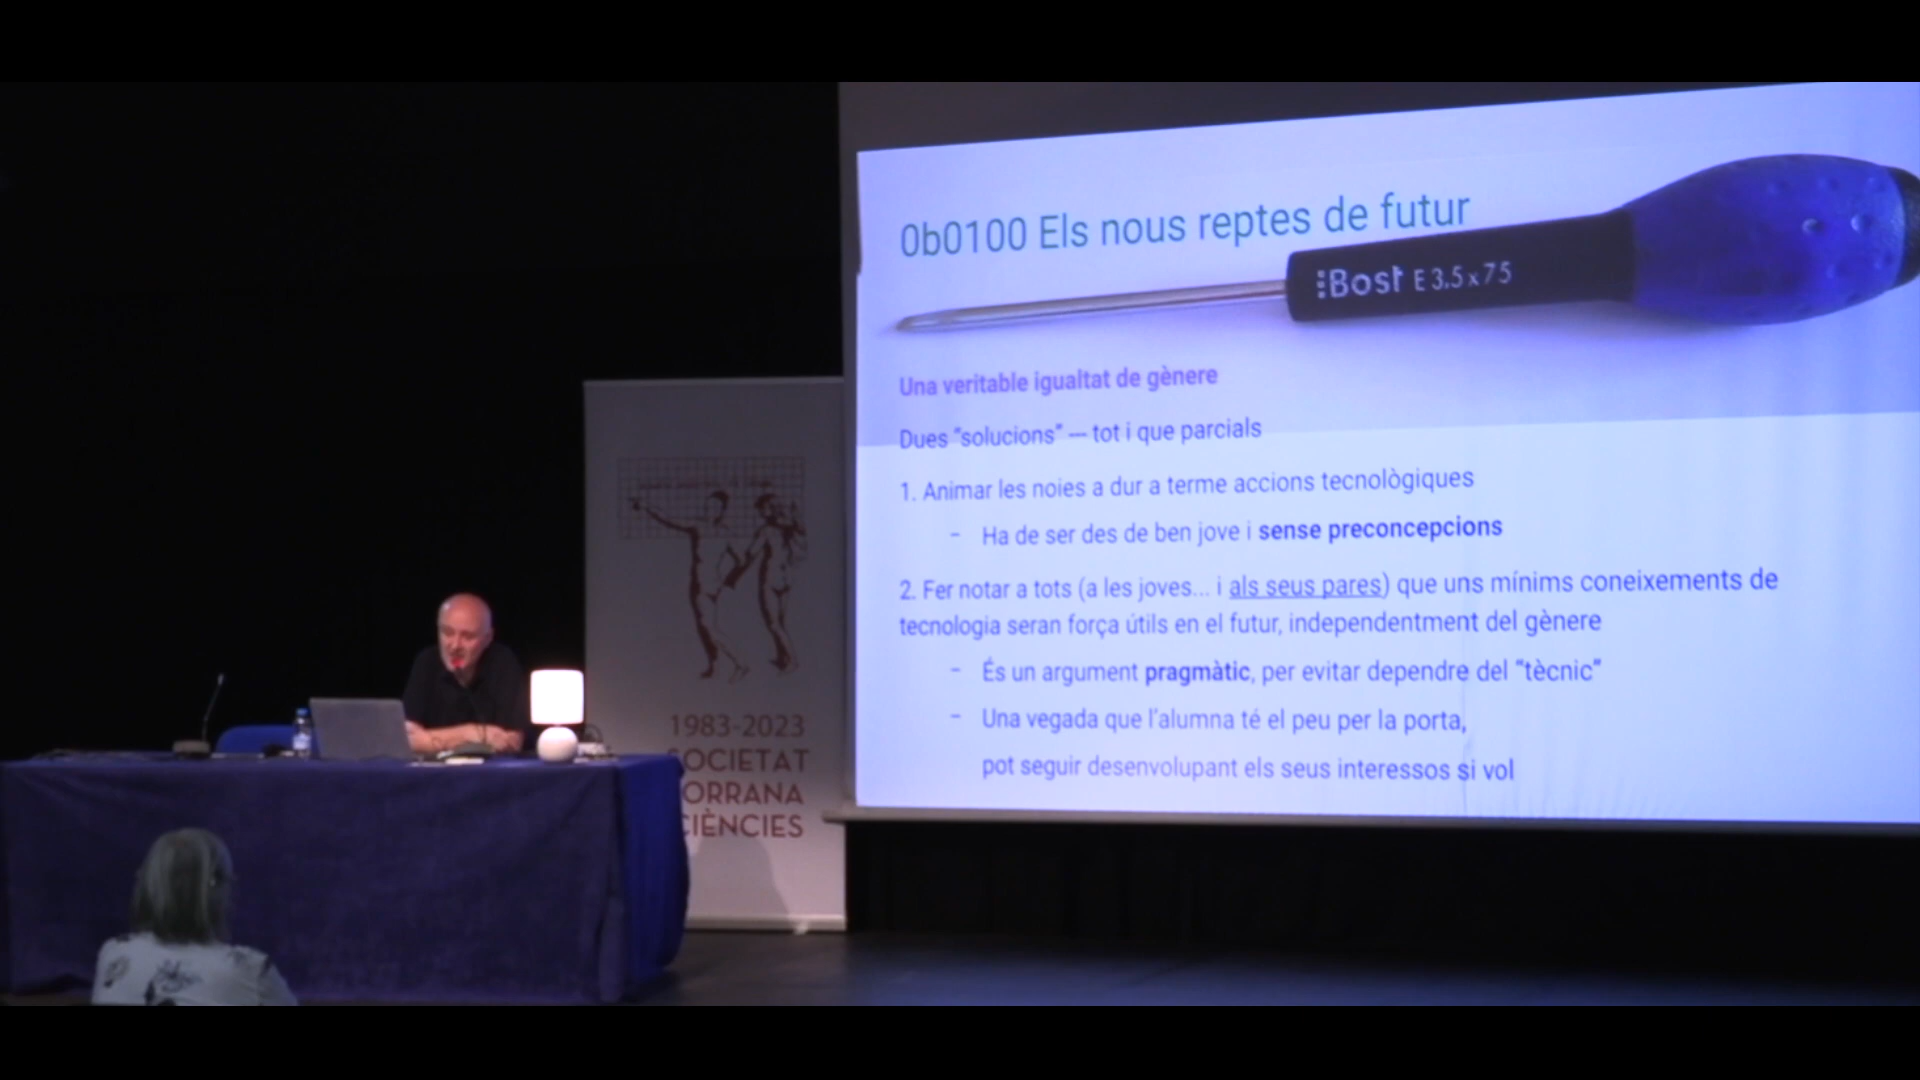 0b0100 Els nous reptes de futur
Bost E 3,5 x 75
Una veritable igualtat de gènere
Dues "solucions" — tot i que parcials
1. Animar les noies a dur a terme accions tecnològiques
- Ha de ser des de ben jove i sense preconcepcions
2. Fer notar a tots (a les joves... i als seus pares) que uns mínims coneixements de
tecnologia seran força útils en el futur, independentment del gènere
- És un argument pragmàtic, per evitar dependre del "tècnic"
- Una vegada que l'alumna té el peu per la porta,
pot seguir desenvolupant els seus interessos si vol
1983-2023
OCIETAT
ORRANA
CIÈNCIES